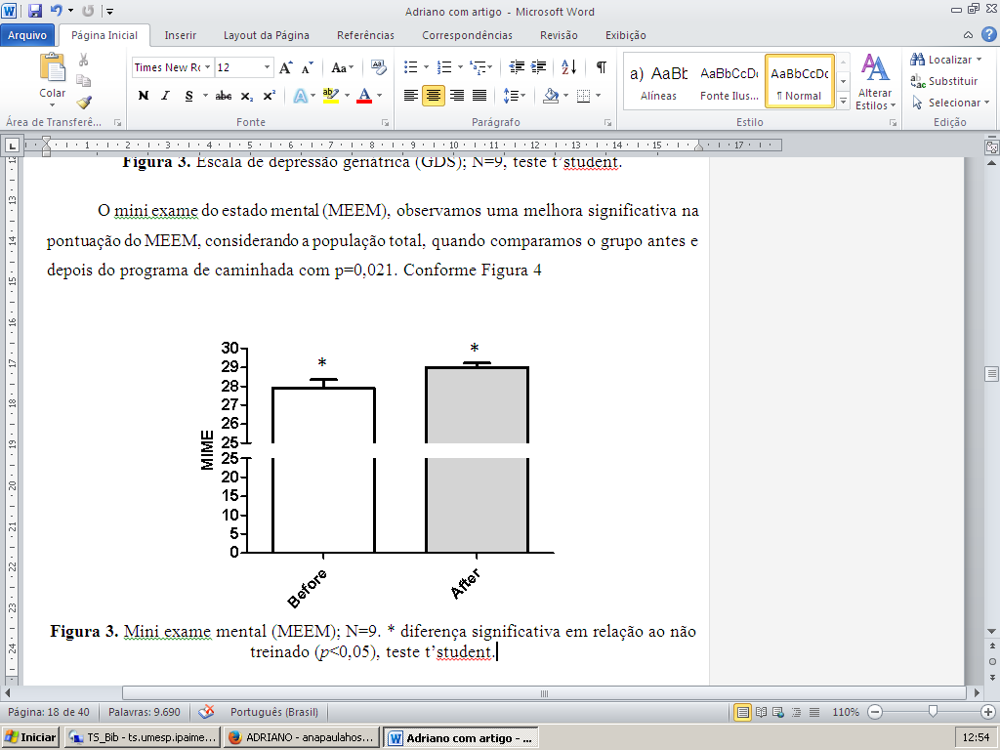 Adriano com artigo - Microsoft Word
Arquivo Página Inicial Inserir Layout da Página Referências Correspondências Revisão Exibição
Colar
Times New Ro 12
a) AaBb AaBbCcDc AaBbCcDc
Alíneas Fonte Ilus... ¶ Normal
Alterar Estilos
Localizar
Substituir
Selecionar
Área de Transferê... Fonte Parágrafo Estilo Edição
Figura 3. Escala de depressão geriátrica (GDS); N=9, teste t´student.
O mini exame do estado mental (MEEM), observamos uma melhora significativa na
pontuação do MEEM, considerando a população total, quando comparamos o grupo antes e
depois do programa de caminhada com p=0,021. Conforme Figura 4
30
29
28
27
26
25
25
20
15
10
5
0
MIME
* *
Before After
Figura 3. Mini exame mental (MEEM); N=9. * diferença significativa em relação ao não
treinado (p<0,05), teste t’student.
Página: 18 de 40 Palavras: 9.690 Português (Brasil) 110%
Iniciar TS_Bib - ts.umesp.ipaime... ADRIANO - anapaulahos... Adriano com artigo - ... 12:54